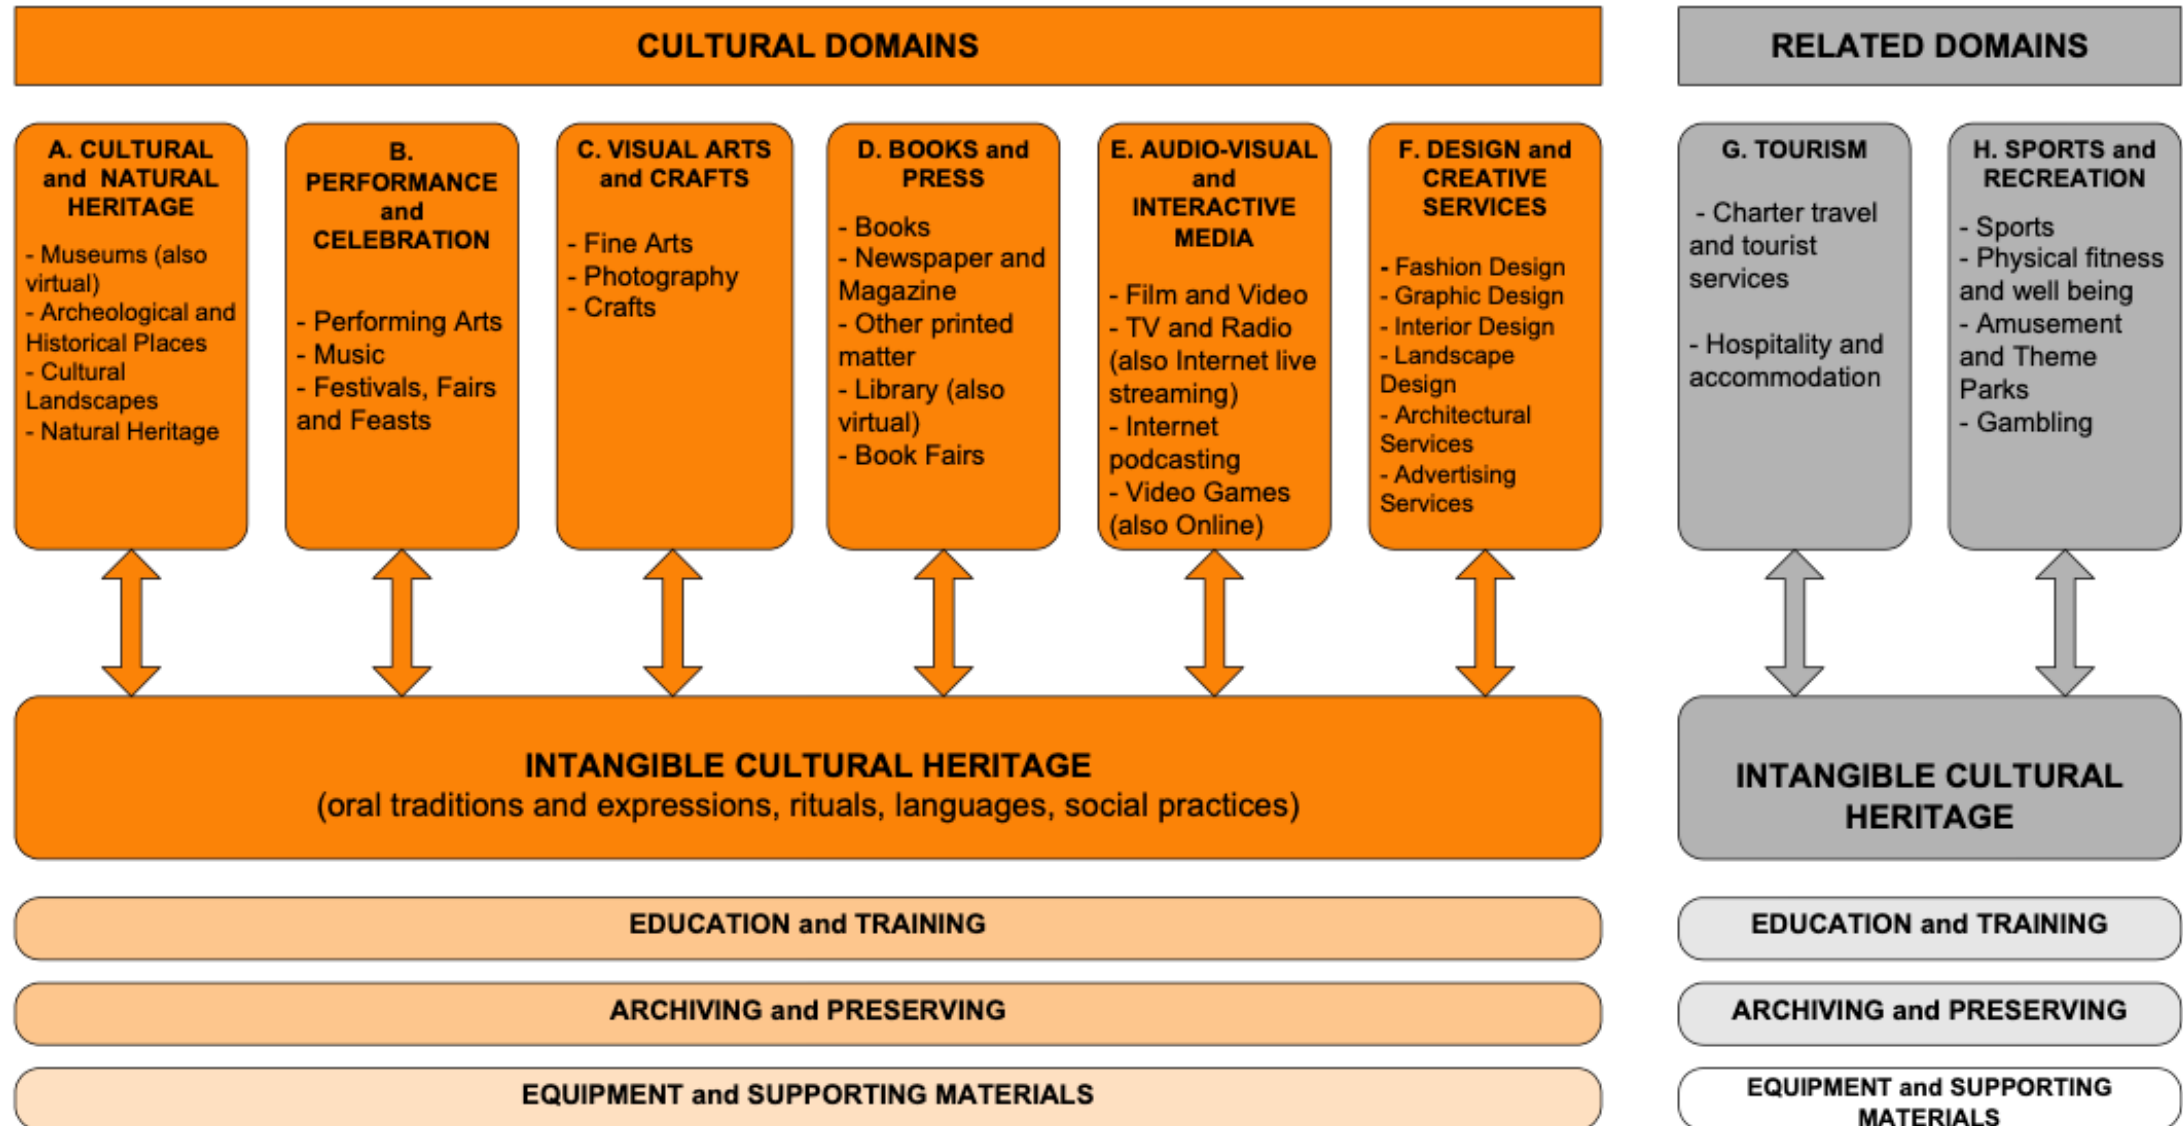 CULTURAL DOMAINS
RELATED DOMAINS
A. CULTURAL
and NATURAL
HERITAGE
- Museums (also
virtual)
- Archeological and
Historical Places
- Cultural
Landscapes
- Natural Heritage
B.
PERFORMANCE
and
CELEBRATION
- Performing Arts
- Music
- Festivals, Fairs
and Feasts
C. VISUAL ARTS
and CRAFTS
- Fine Arts
- Photography
- Crafts
D. BOOKS and
PRESS
- Books
- Newspaper and
Magazine
- Other printed
matter
- Library (also
virtual)
- Book Fairs
E. AUDIO-VISUAL
and
INTERACTIVE
MEDIA
- Film and Video
- TV and Radio
(also Internet live
streaming)
- Internet
podcasting
- Video Games
(also Online)
F. DESIGN and
CREATIVE
SERVICES
- Fashion Design
- Graphic Design
- Interior Design
- Landscape
Design
- Architectural
Services
- Advertising
Services
G. TOURISM
- Charter travel
and tourist
services
- Hospitality and
accommodation
H. SPORTS and
RECREATION
- Sports
- Physical fitness
and well being
- Amusement
and Theme
Parks
- Gambling
INTANGIBLE CULTURAL HERITAGE
(oral traditions and expressions, rituals, languages, social practices)
INTANGIBLE CULTURAL
HERITAGE
EDUCATION and TRAINING
EDUCATION and TRAINING
ARCHIVING and PRESERVING
ARCHIVING and PRESERVING
EQUIPMENT and SUPPORTING MATERIALS
EQUIPMENT and SUPPORTING
MATERIALS